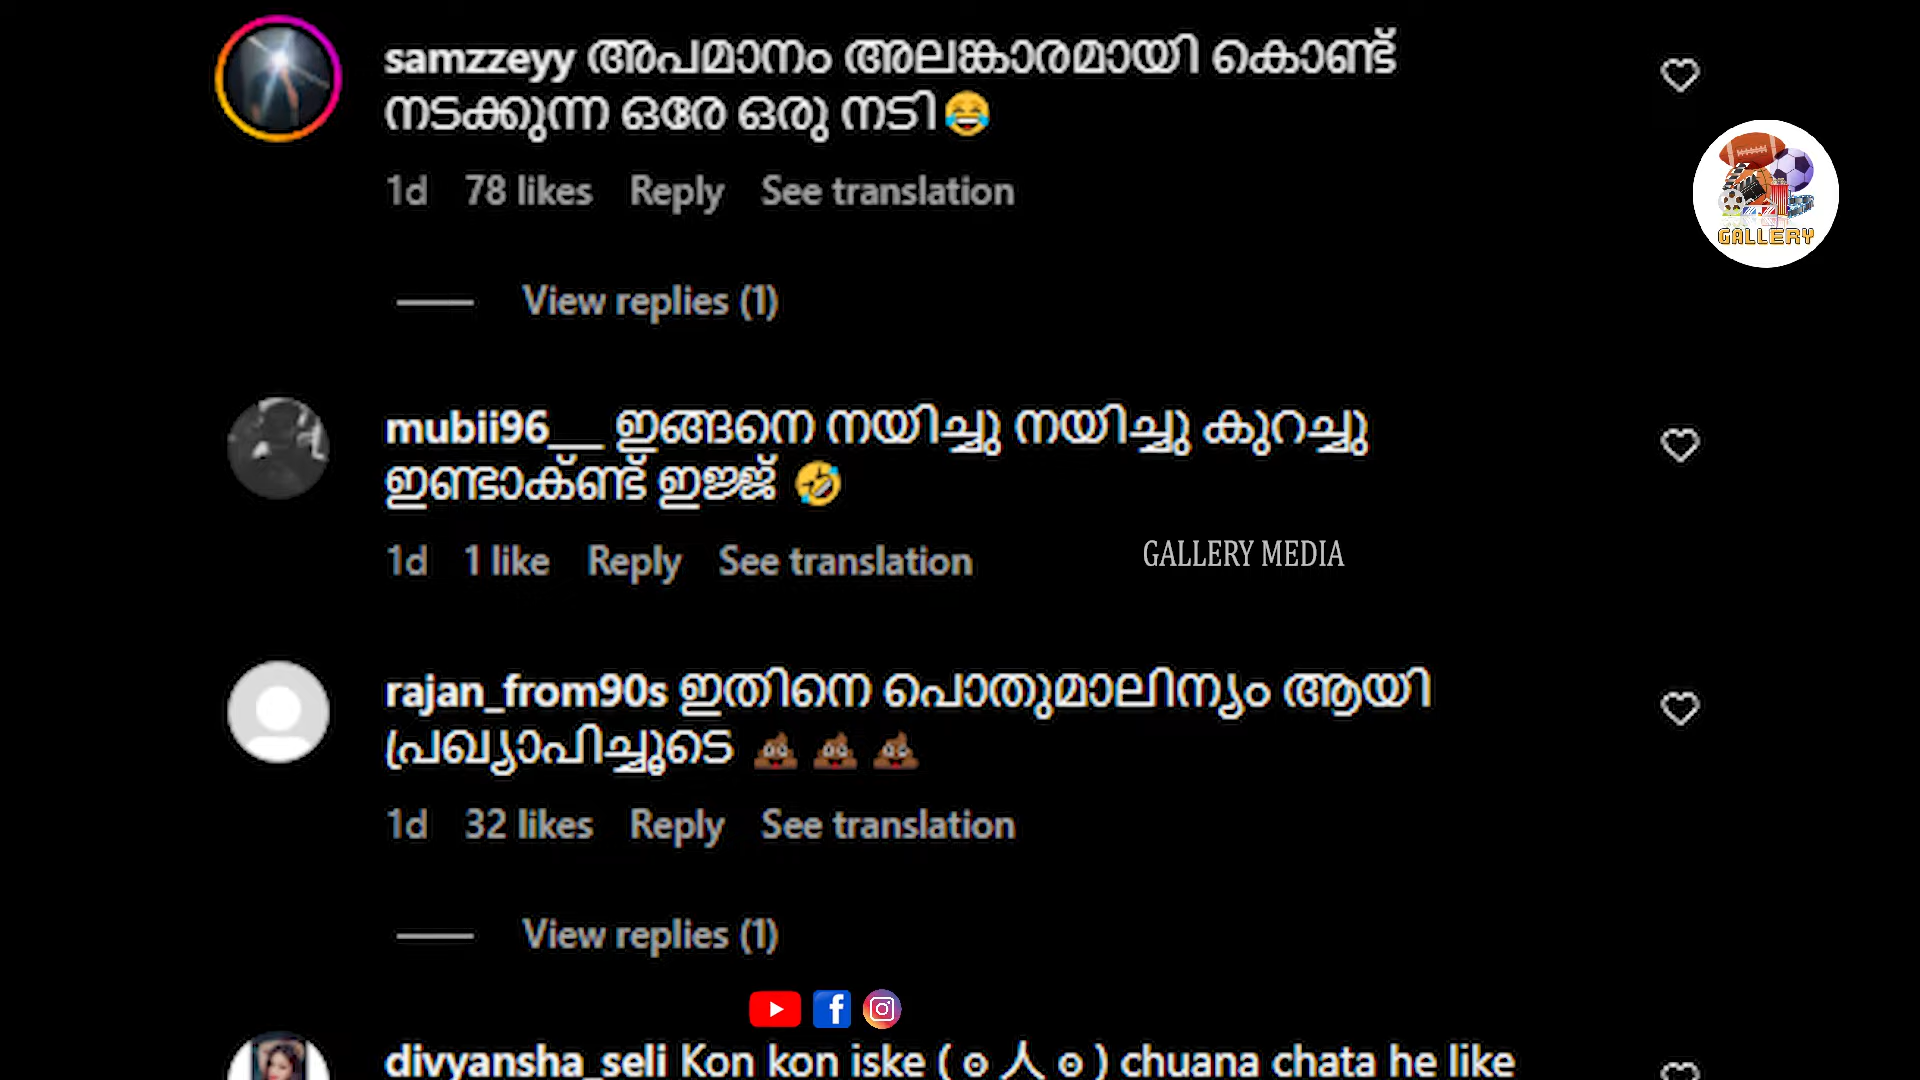 samzzeyy അപമാനം അലങ്കാരമായി കൊണ്ട്
നടക്കുന്ന ഒരേ ഒരു നടി😂
1d 78 likes Reply See translation
GALLERY
View replies (1)
mubii96__ ഇങ്ങനെ നയിച്ചു നയിച്ചു കുറച്ചു
ഇണ്ടാക്ണ്ട് ഇജ്ജ് 🤣
1d 1 like Reply See translation
GALLERY MEDIA
rajan_from90s ഇതിനെ പൊതുമാലിന്യം ആയി
പ്രഖ്യാപിച്ചൂടെ 💩 💩 💩
1d 32 likes Reply See translation
View replies (1)
divyansha_seli Kon kon iske ( ⊙ 人 ⊙ ) chuana chata he like